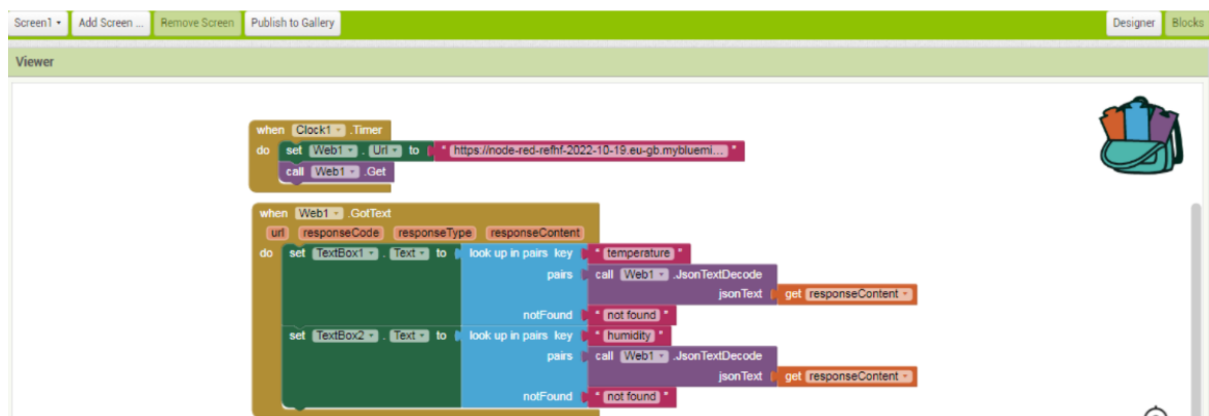 Screen1 Add Screen ... Remove Screen Publish to Gallery Designer Blocks
Viewer
when Clock1 .Timer
do set Web1 . Url to " https://node-red-refhf-2022-10-19.eu-gb.mybluemi... "
call Web1 .Get
when Web1 .GotText
url responseCode responseType responseContent
do set TextBox1 . Text to look up in pairs key " temperature "
pairs call Web1 .JsonTextDecode
jsonText get responseContent
notFound " not found "
set TextBox2 . Text to look up in pairs key " humidity "
pairs call Web1 .JsonTextDecode
jsonText get responseContent
notFound " not found "